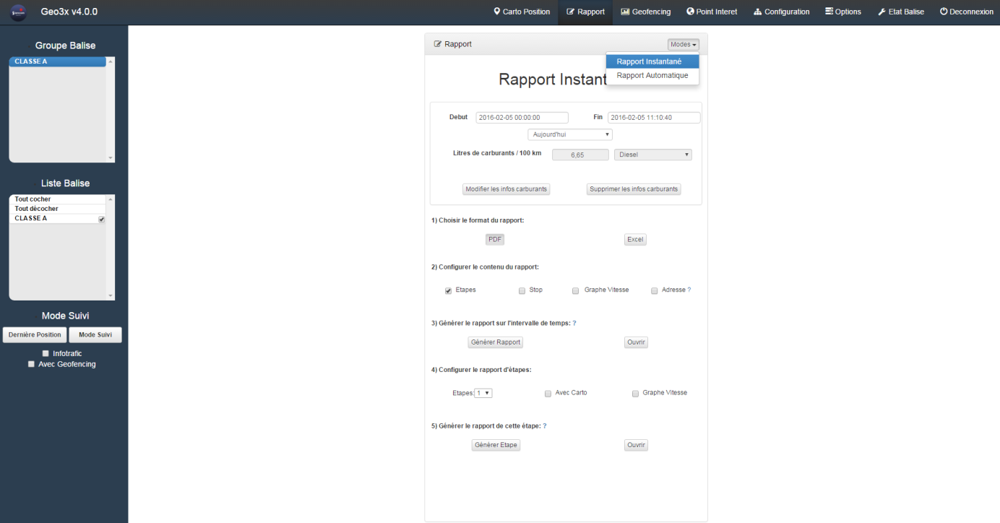 Geo3x v4.0.0
Carto Position Rapport Geofencing Point Interet Configuration Options Etat Balise Deconnexion
Groupe Balise
CLASSE A
Liste Balise
Tout cocher
Tout décocher
CLASSE A
Mode Suivi
Dernière Position Mode Suivi
Infotrafic
Avec Geofencing
Rapport Modes
Rapport Instantané
Rapport Automatique
Rapport Instant
Debut 2016-02-05 00:00:00 Fin 2016-02-05 11:10:40
Aujourd'hui
Litres de carburants / 100 km 6,65 Diesel
Modifier les infos carburants Supprimer les infos carburants
1) Choisir le format du rapport:
PDF Excel
2) Configurer le contenu du rapport:
Etapes Stop Graphe Vitesse Adresse ?
3) Générer le rapport sur l'intervalle de temps: ?
Générer Rapport Ouvrir
4) Configurer le rapport d'étapes:
Etapes: 1 Avec Carto Graphe Vitesse
5) Générer le rapport de cette étape: ?
Générer Etape Ouvrir